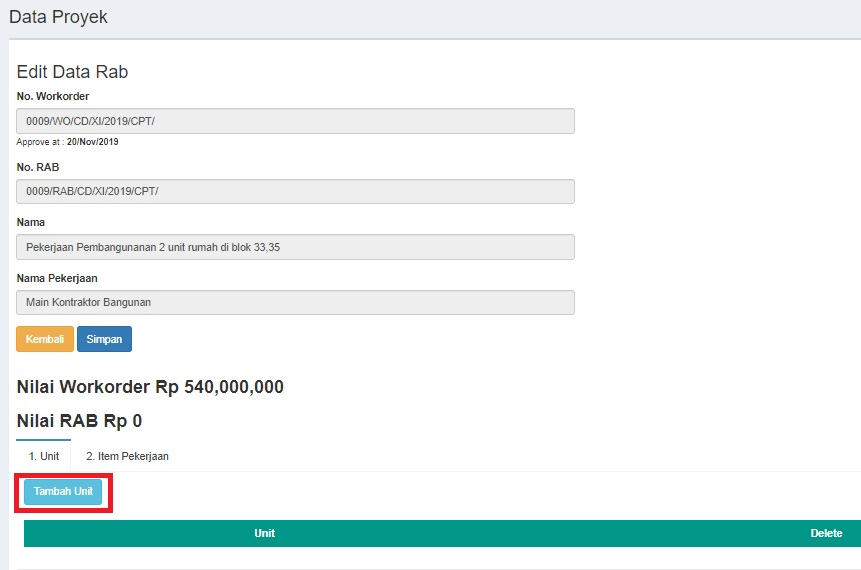 Data Proyek
Edit Data Rab
No. Workorder
0009/WO/CD/XI/2019/CPT/
Approve at : 20/Nov/2019
No. RAB
0009/RAB/CD/XI/2019/CPT/
Nama
Pekerjaan Pembangunanan 2 unit rumah di blok 33,35
Nama Pekerjaan
Main Kontraktor Bangunan
Kembali Simpan
Nilai Workorder Rp 540,000,000
Nilai RAB Rp 0
1. Unit 2. Item Pekerjaan
Tambah Unit
Unit Delete